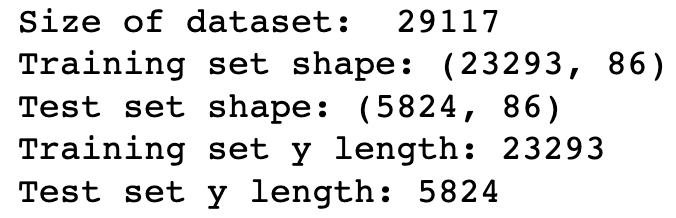 Size of dataset:  29117
Training set shape: (23293, 86)
Test set shape: (5824, 86)
Training set y length: 23293
Test set y length: 5824